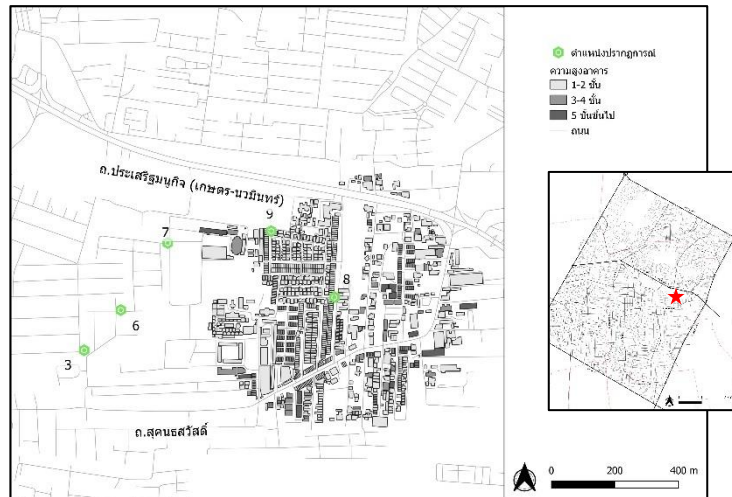 ตำแหน่งปรากฏการณ์
ความสูงอาคาร
1-2 ชั้น
3-4 ชั้น
5 ชั้นขึ้นไป
ถนน
ถ.ประเสริฐมนูกิจ (เกษตร-นวมินทร์)
9
7
8
6
3
ถ.สุคนธสวัสดิ์
0 200 400 m